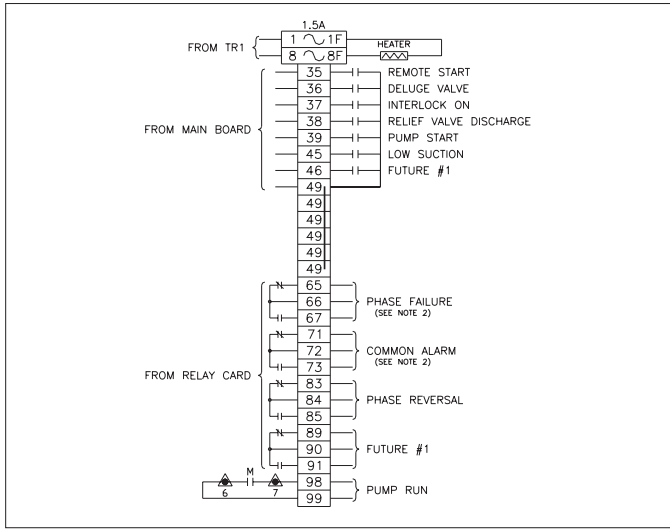 1.5A
FROM TR1
1 1F
HEATER
8 8F
35 REMOTE START
36 DELUGE VALVE
37 INTERLOCK ON
38 RELIEF VALVE DISCHARGE
FROM MAIN BOARD
39 PUMP START
45 LOW SUCTION
46 FUTURE #1
49
49
49
49
49
49
65
66 PHASE FAILURE
(SEE NOTE 2)
67
71
72 COMMON ALARM
(SEE NOTE 2)
73
FROM RELAY CARD
83
84 PHASE REVERSAL
85
89
90 FUTURE #1
91
M
98
6 7
PUMP RUN
99